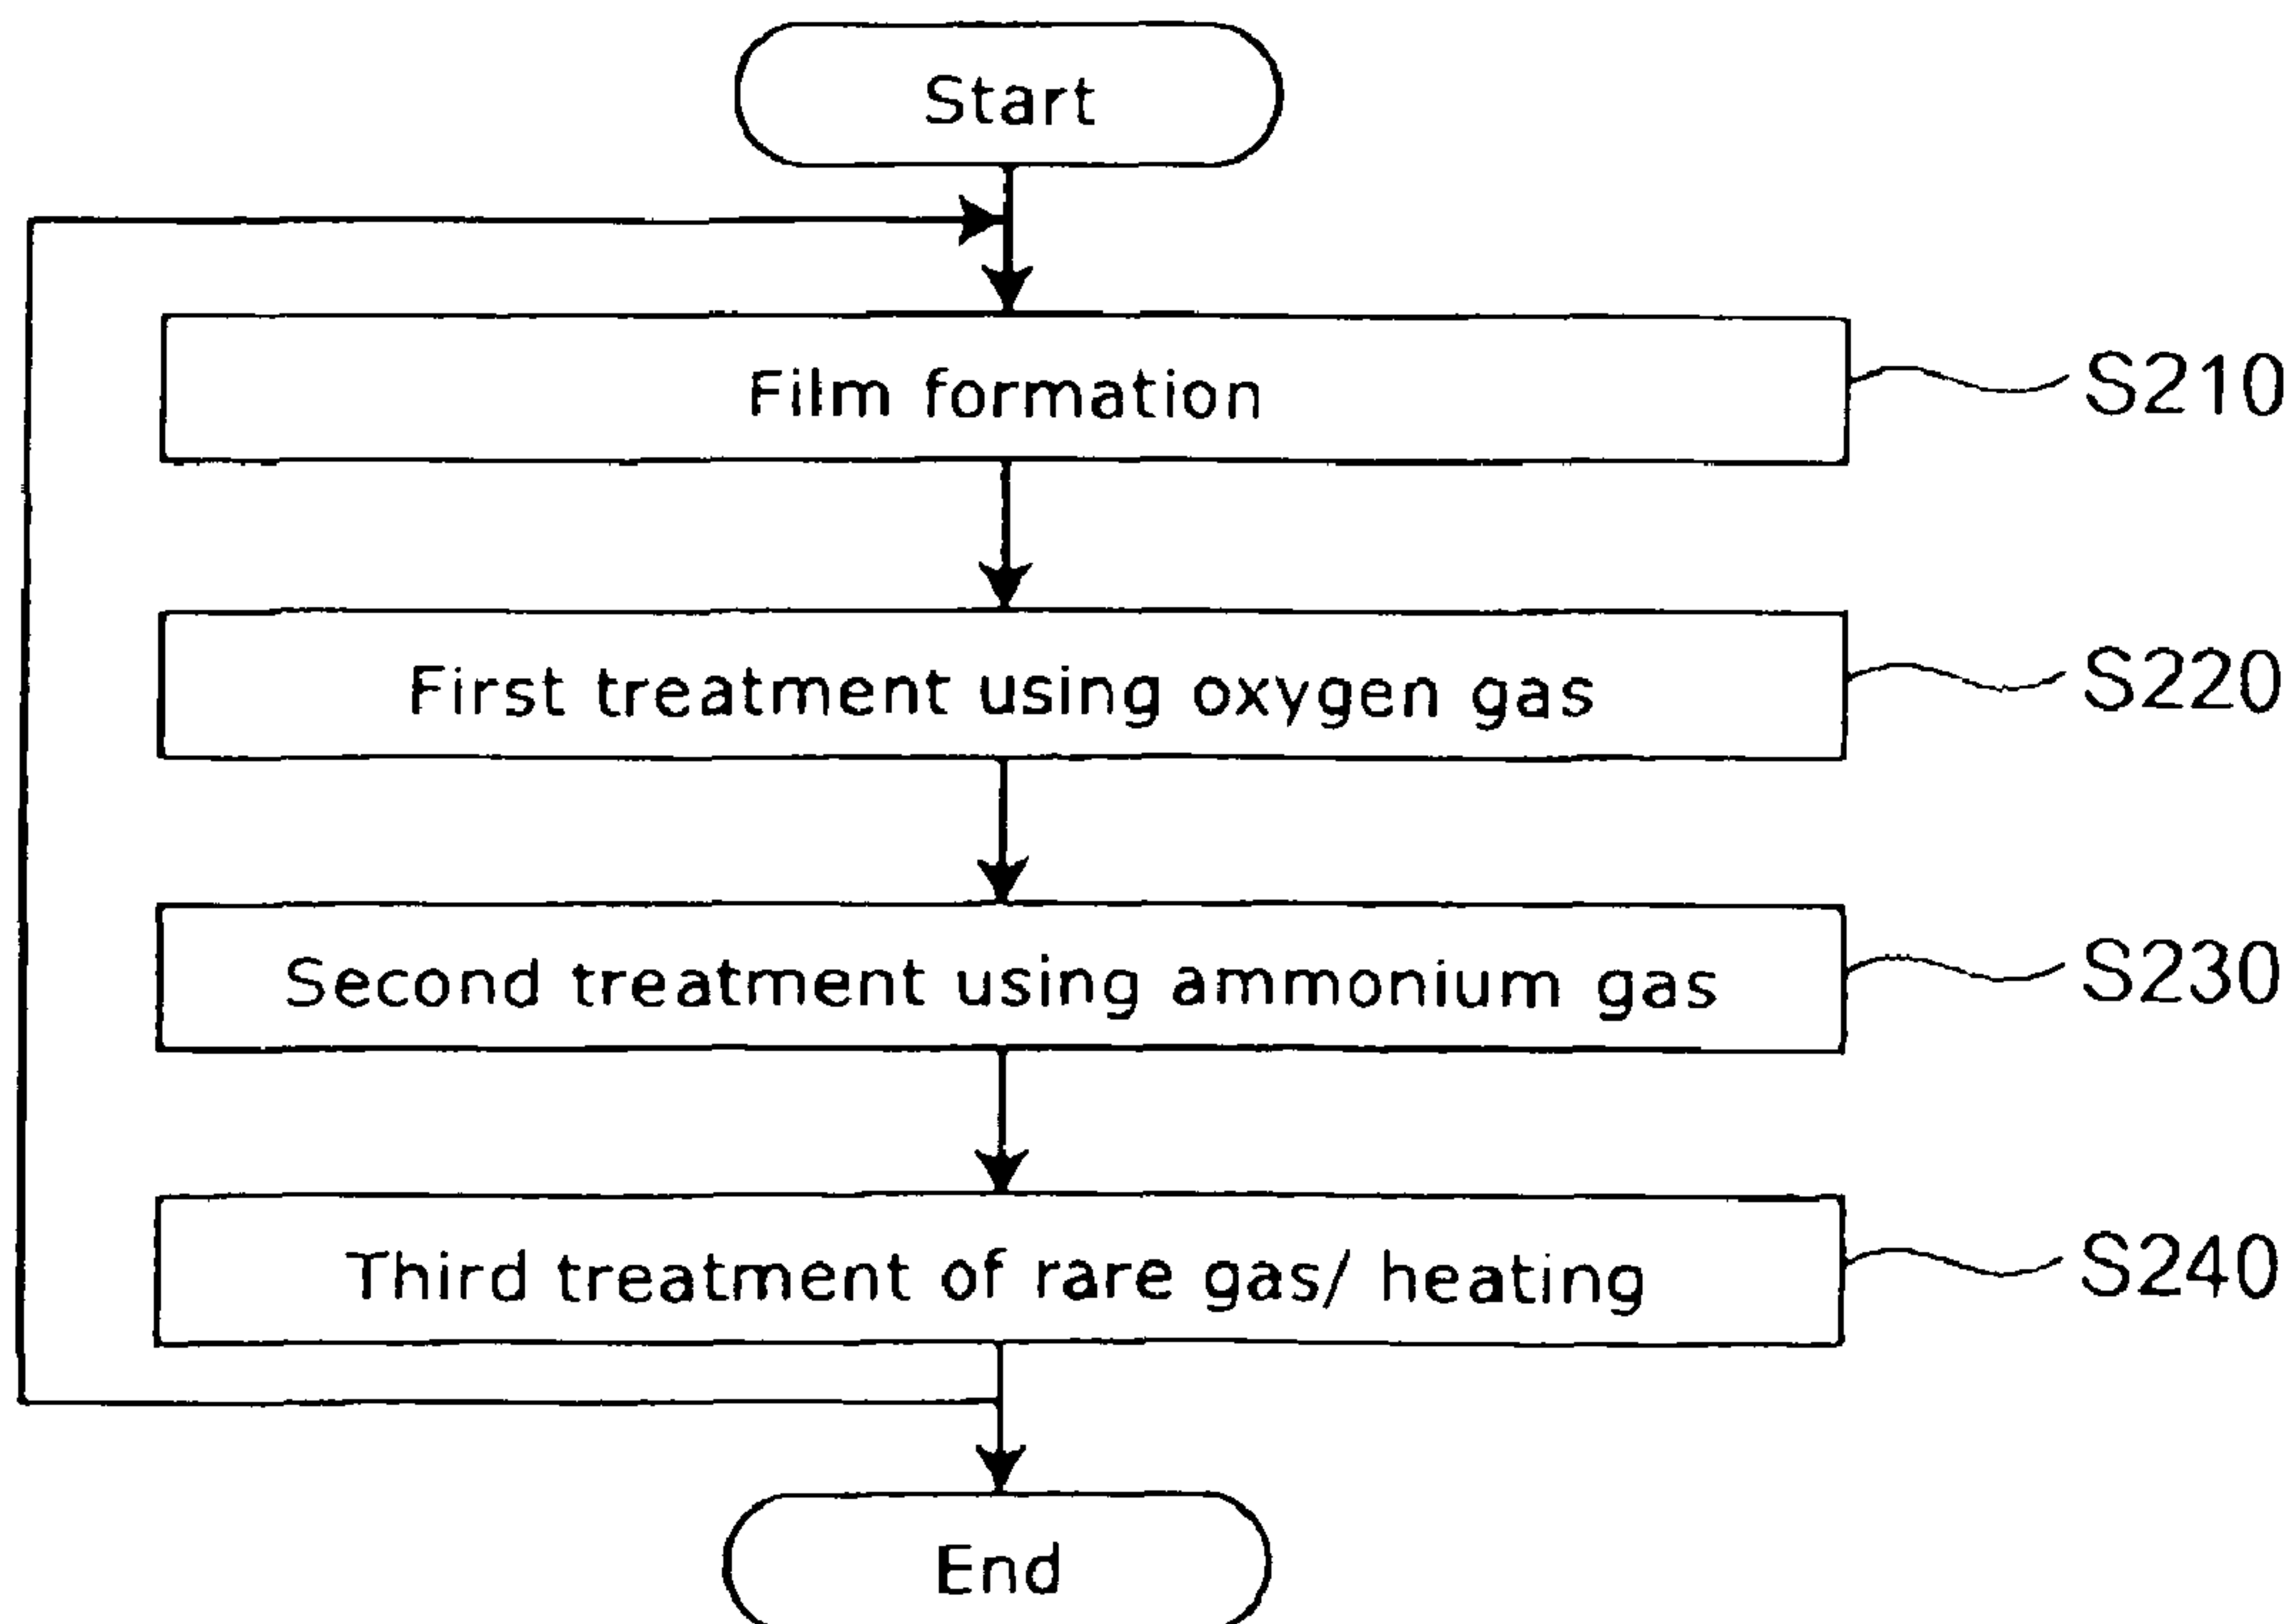 Start
Film formation
S210
First treatment using oxygen gas
S220
Second treatment using ammonium gas
S230
Third treatment of rare gas/ heating
S240
End